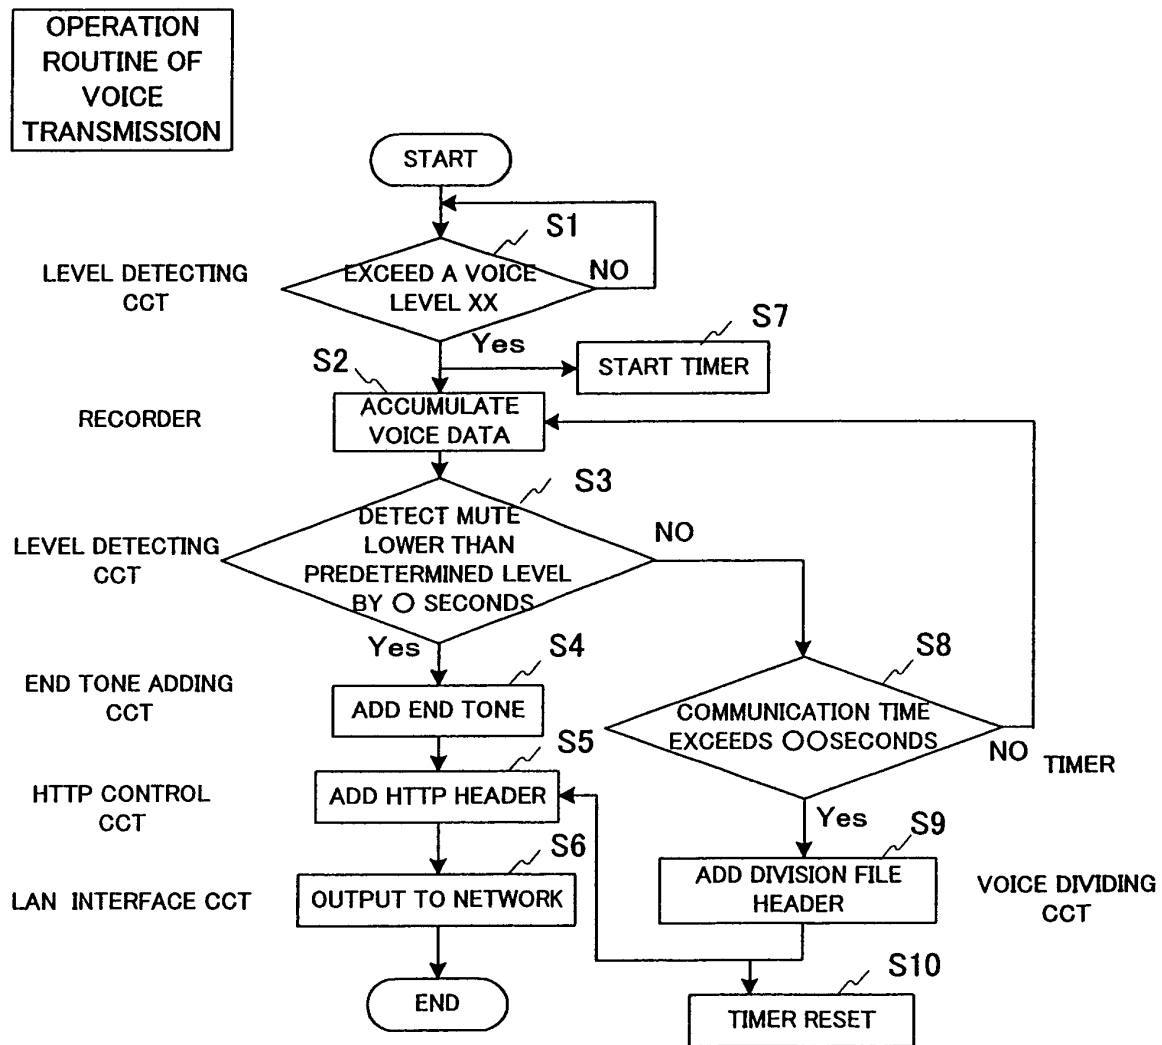 OPERATION
ROUTINE OF
VOICE
TRANSMISSION
START
S1
LEVEL DETECTING
CCT
EXCEED A VOICE
LEVEL XX
NO
Yes
S7
START TIMER
S2
RECORDER
ACCUMULATE
VOICE DATA
S3
LEVEL DETECTING
CCT
DETECT MUTE
LOWER THAN
PREDETERMINED LEVEL
BY ○ SECONDS
NO
Yes
S4
END TONE ADDING
CCT
ADD END TONE
S8
COMMUNICATION TIME
EXCEEDS ○○SECONDS
NO
TIMER
Yes
S5
HTTP CONTROL
CCT
ADD HTTP HEADER
S9
ADD DIVISION FILE
HEADER
VOICE DIVIDING
CCT
S6
LAN INTERFACE CCT
OUTPUT TO NETWORK
S10
TIMER RESET
END